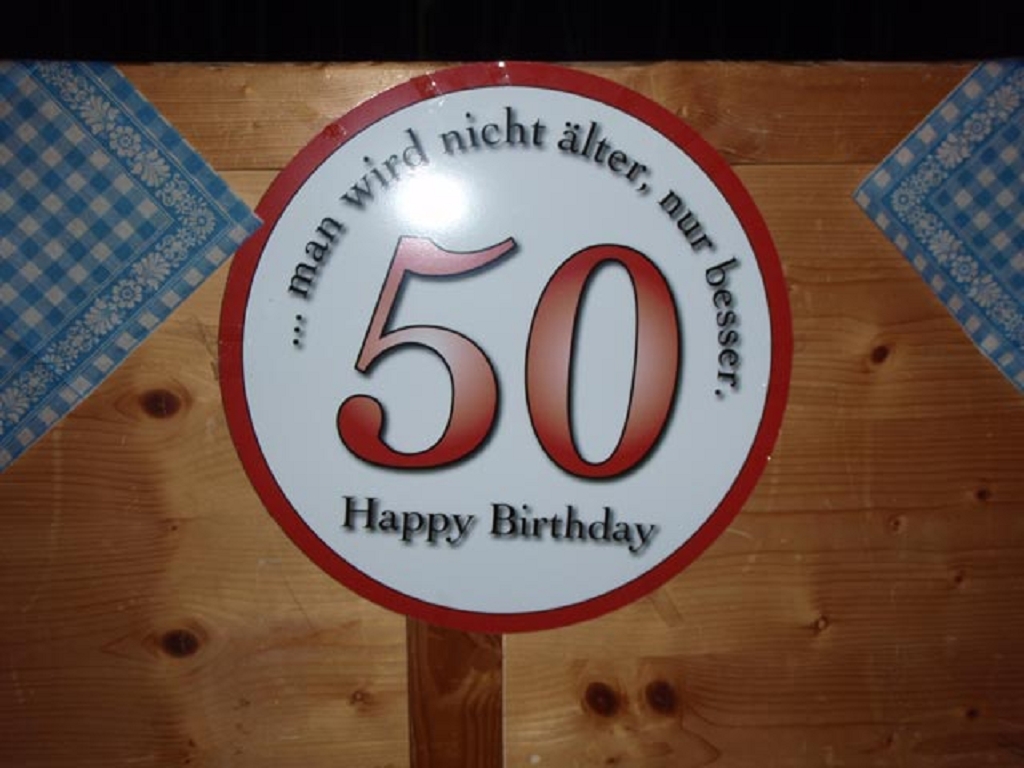 ... man wird nicht älter, nur besser.
50
Happy Birthday